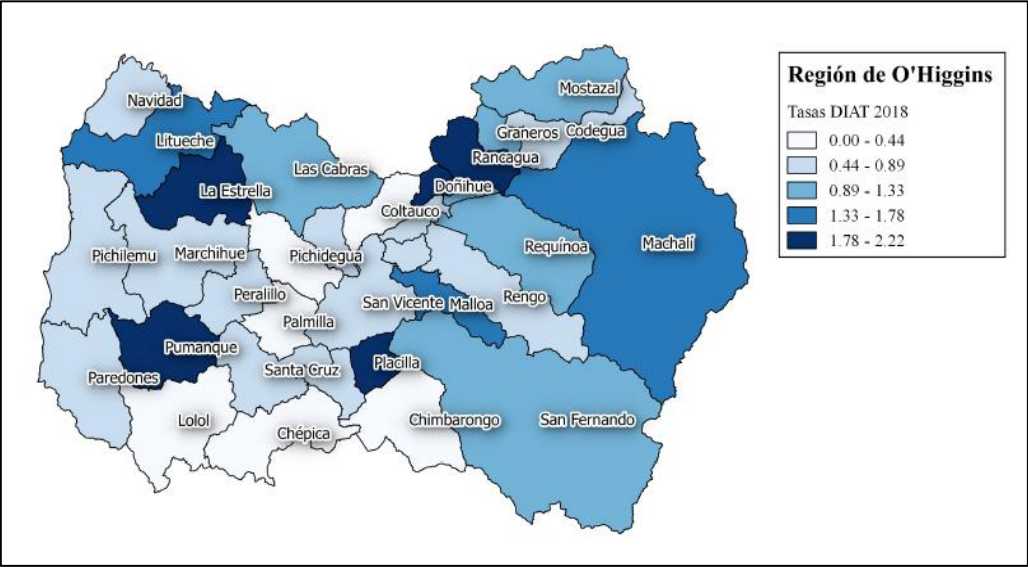 Región de O'Higgins
Tasas DIAT 2018
0.00 - 0.44
0.44 - 0.89
0.89 - 1.33
1.33 - 1.78
1.78 - 2.22
Mostazal
Navidad
Graneros
Codegua
Litueche
Rancagua
Las Cabras
Doñihue
La Estrella
Coltauco
Machalí
Requínoa
Marchihue
Pichilemu
Pichidegua
Peralillo
Rengo
San Vicente
Malloa
Palmilla
Pumanque
Placilla
Santa Cruz
Paredones
Lolol
Chimbarongo
San Fernando
Chépica